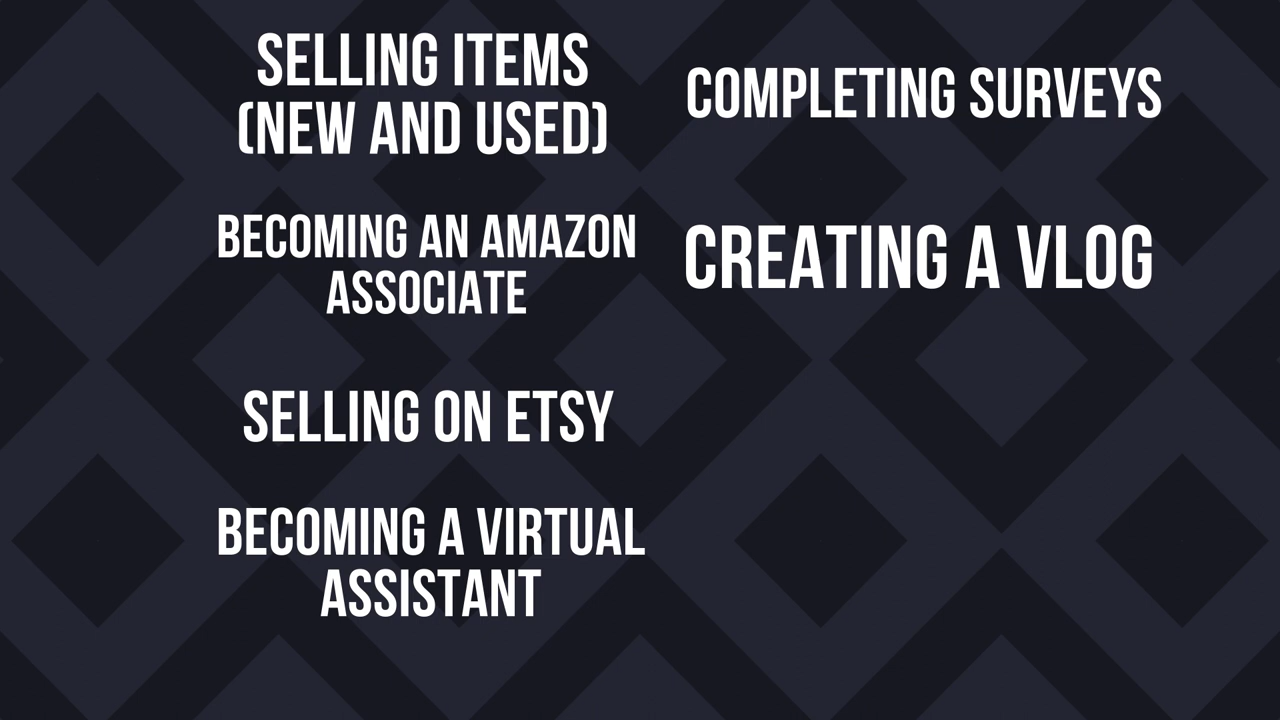 SELLING ITEMS
(NEW AND USED)
BECOMING AN AMAZON
ASSOCIATE
SELLING ON ETSY
BECOMING A VIRTUAL
ASSISTANT
COMPLETING SURVEYS
CREATING A VLOG